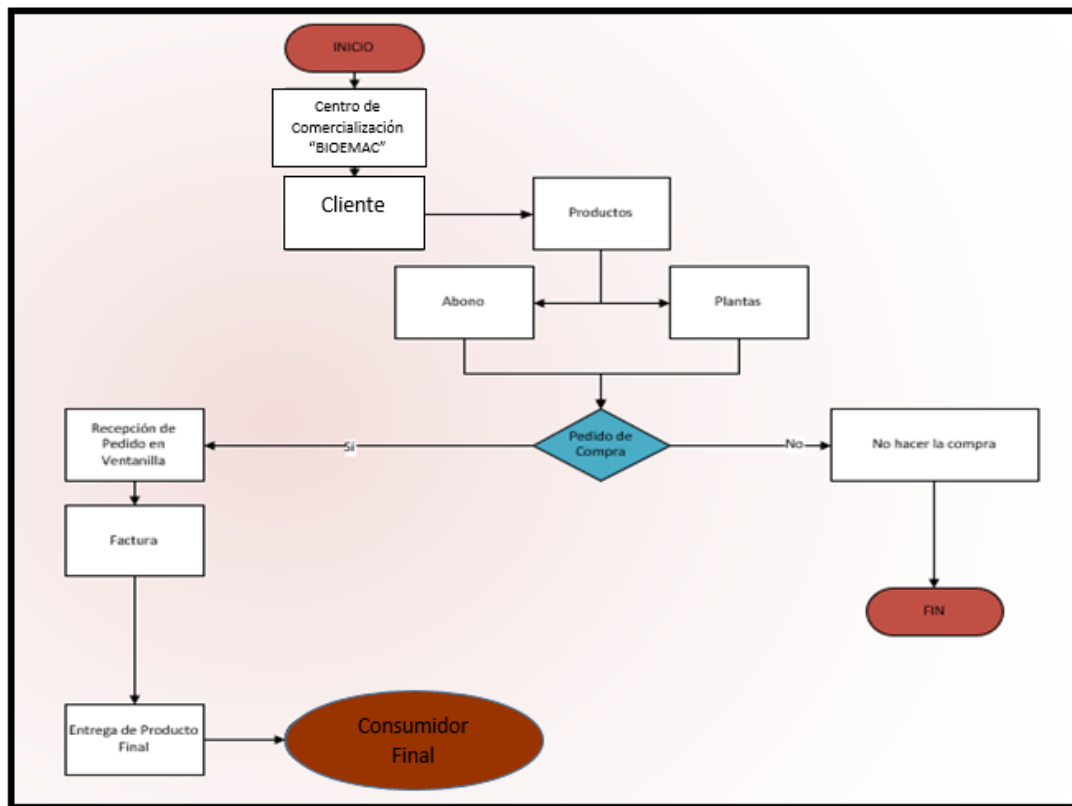 INICIO
Centro de
Comercialización
“BIOEMAC”
Cliente
Productos
Abono
Plantas
Recepción de
Pedido en
Ventanilla
Sí
Pedido de
Compra
No
No hacer la compra
Factura
FIN
Entrega de Producto
Final
Consumidor
Final